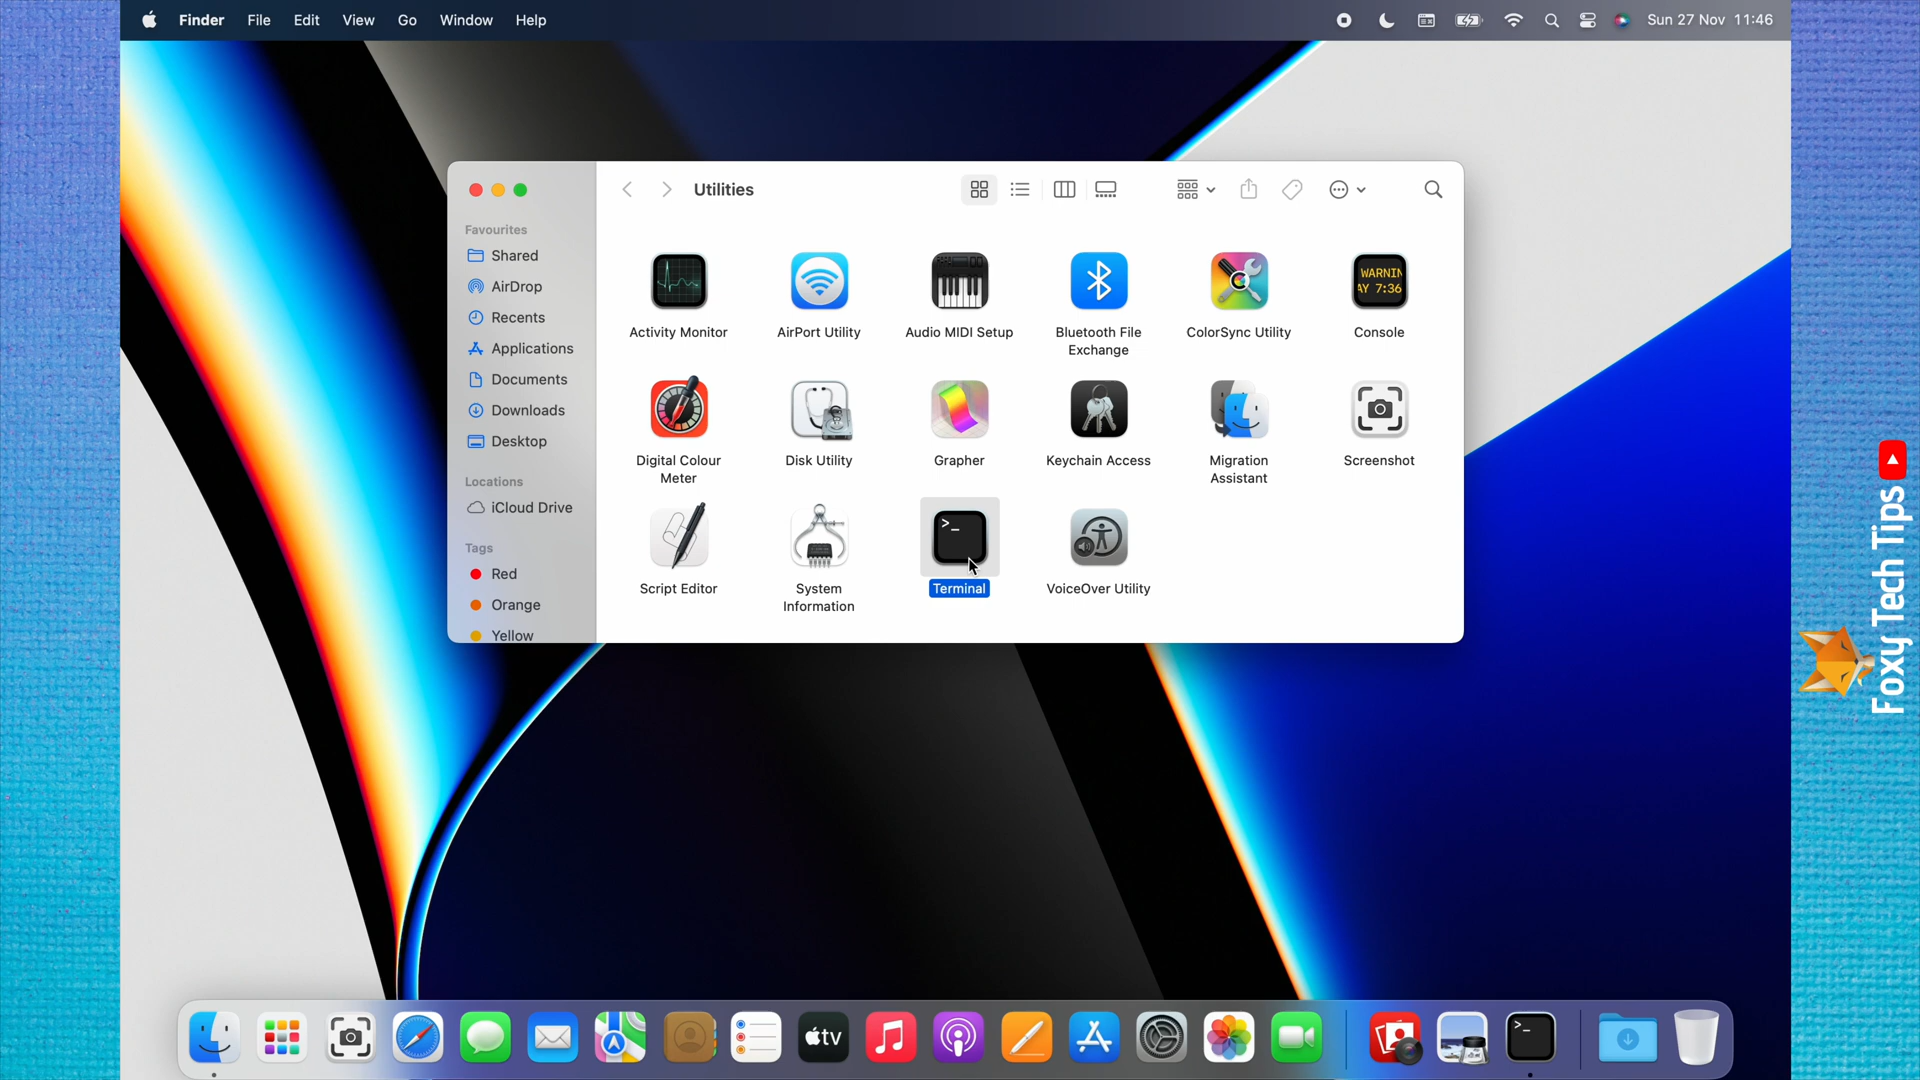 Finder File Edit View Go Window Help
Sun 27 Nov 11:46
Utilities
Favourites
Shared
AirDrop
Recents
Applications
Documents
Downloads
Desktop
Locations
iCloud Drive
Tags
Red
Orange
Yellow
WARNIN
AY 7:36
Activity Monitor
AirPort Utility
Audio MIDI Setup
Bluetooth File
Exchange
ColorSync Utility
Console
Digital Colour
Meter
Disk Utility
Grapher
Keychain Access
Migration
Assistant
Screenshot
>_
Script Editor
System
Information
Terminal
VoiceOver Utility
tv
>_
Foxy Tech Tips